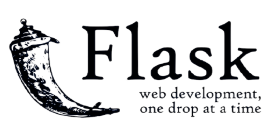 Flask
web development,
one drop at a time